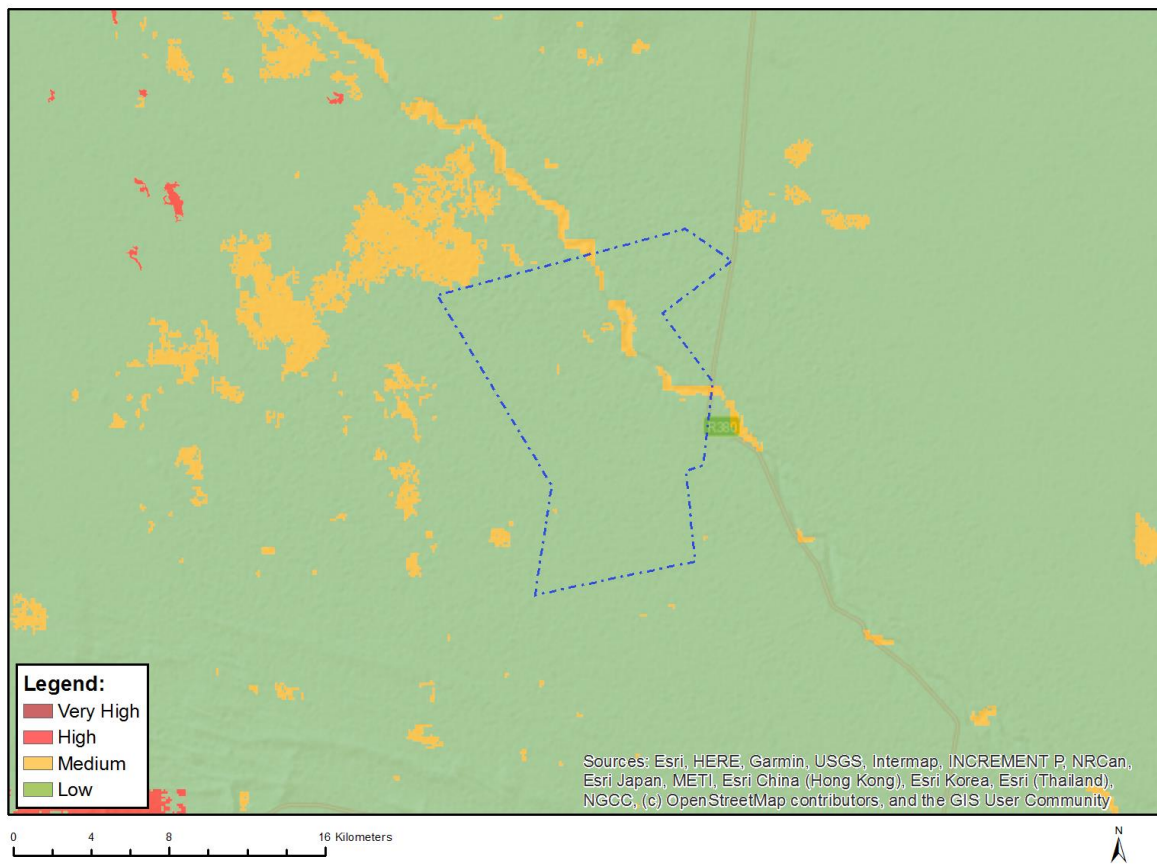 R380
Legend:
Very High
High
Medium
Low
Sources: Esri, HERE, Garmin, USGS, Intermap, INCREMENT P, NRCan,
Esri Japan, METI, Esri China (Hong Kong), Esri Korea, Esri (Thailand),
NGCC, (c) OpenStreetMap contributors, and the GIS User Community
0 4 8 16 Kilometers
N